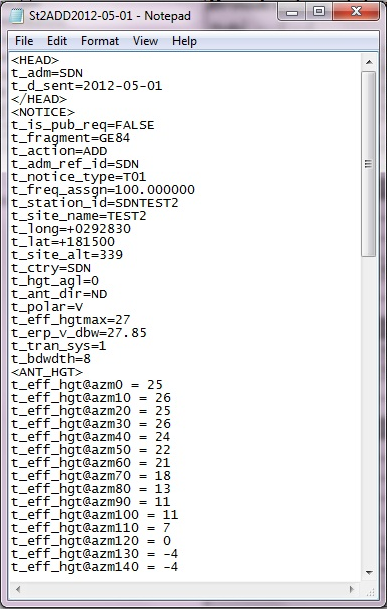 St2ADD2012-05-01 - Notepad
File Edit Format View Help
<HEAD>
t_adm=SDN
t_d_sent=2012-05-01
</HEAD>
<NOTICE>
t_is_pub_req=FALSE
t_fragment=GE84
t_action=ADD
t_adm_ref_id=SDN
t_notice_type=T01
t_freq_assgn=100.000000
t_station_id=SDNTEST2
t_site_name=TEST2
t_long=+0292830
t_lat=+181500
t_site_alt=339
t_ctry=SDN
t_hgt_agl=0
t_ant_dir=ND
t_polar=V
t_eff_hgtmax=27
t_erp_v_dbw=27.85
t_tran_sys=1
t_bdwdth=8
<ANT_HGT>
t_eff_hgt@azm0 = 25
t_eff_hgt@azm10 = 26
t_eff_hgt@azm20 = 25
t_eff_hgt@azm30 = 26
t_eff_hgt@azm40 = 24
t_eff_hgt@azm50 = 22
t_eff_hgt@azm60 = 21
t_eff_hgt@azm70 = 18
t_eff_hgt@azm80 = 13
t_eff_hgt@azm90 = 11
t_eff_hgt@azm100 = 11
t_eff_hgt@azm110 = 7
t_eff_hgt@azm120 = 0
t_eff_hgt@azm130 = -4
t_eff_hgt@azm140 = -4